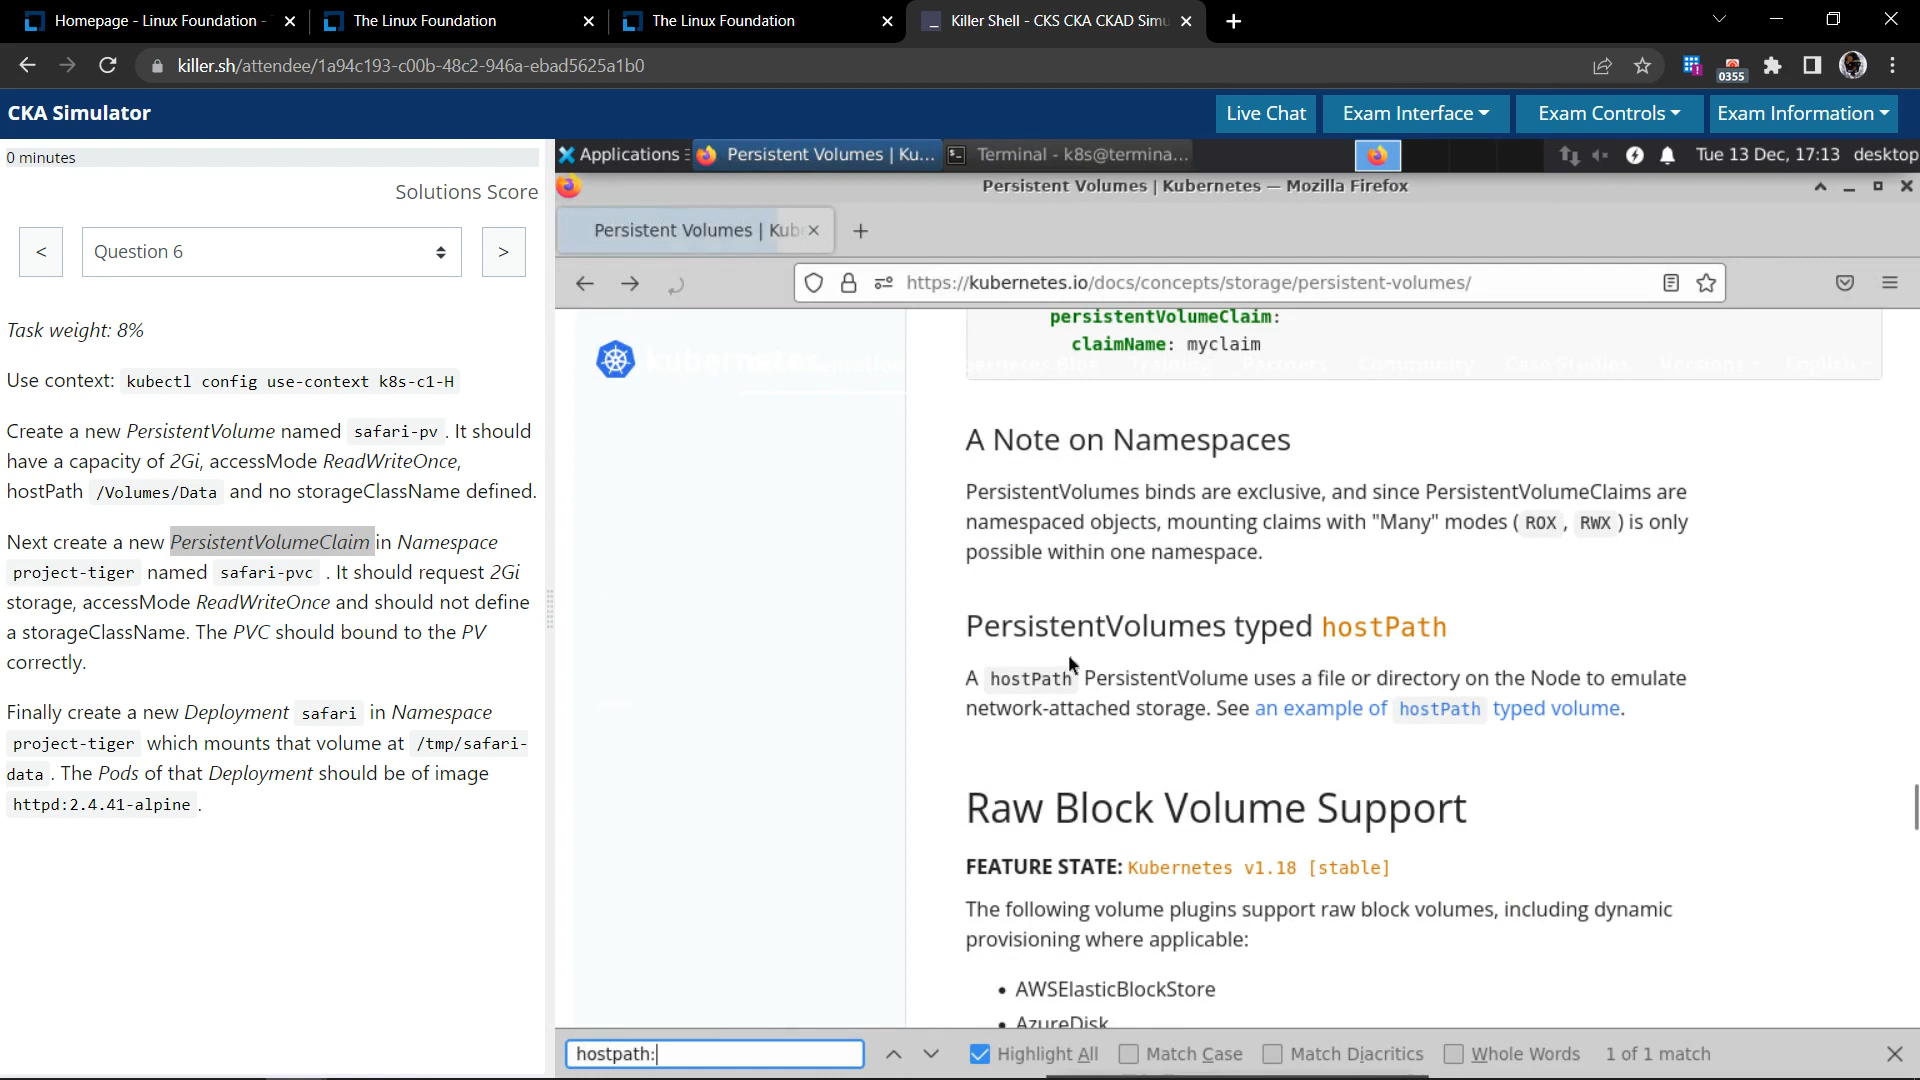 Homepage - Linux Foundation -
The Linux Foundation
The Linux Foundation
Killer Shell - CKS CKA CKAD Simu
killer.sh/attendee/1a94c193-c00b-48c2-946a-ebad5625a1b0
0355
CKA Simulator
Live Chat
Exam Interface
Exam Controls
Exam Information
0 minutes
Solutions Score
<
Question 6
>
Task weight: 8%
Use context: kubectl config use-context k8s-c1-H
Create a new PersistentVolume named safari-pv . It should
have a capacity of 2Gi, accessMode ReadWriteOnce,
hostPath /Volumes/Data and no storageClassName defined.
Next create a new PersistentVolumeClaim in Namespace
project-tiger named safari-pvc . It should request 2Gi
storage, accessMode ReadWriteOnce and should not define
a storageClassName. The PVC should bound to the PV
correctly.
Finally create a new Deployment safari in Namespace
project-tiger which mounts that volume at /tmp/safari-
data . The Pods of that Deployment should be of image
httpd:2.4.41-alpine .
Applications
Persistent Volumes | Ku...
Terminal - k8s@termina...
Tue 13 Dec, 17:13 desktop
Persistent Volumes | Kubernetes — Mozilla Firefox
Persistent Volumes | Kub
https://kubernetes.io/docs/concepts/storage/persistent-volumes/
persistentVolumeClaim:
claimName: myclaim
kubernetes
Training
Partners
Community
Case Studies
Versions
English
A Note on Namespaces
PersistentVolumes binds are exclusive, and since PersistentVolumeClaims are
namespaced objects, mounting claims with "Many" modes ( ROX , RWX ) is only
possible within one namespace.
PersistentVolumes typed hostPath
A hostPath PersistentVolume uses a file or directory on the Node to emulate
network-attached storage. See an example of hostPath typed volume.
Raw Block Volume Support
FEATURE STATE: Kubernetes v1.18 [stable]
The following volume plugins support raw block volumes, including dynamic
provisioning where applicable:
• AWSElasticBlockStore
• AzureDisk
hostpath:
Highlight All
Match Case
Match Diacritics
Whole Words
1 of 1 match